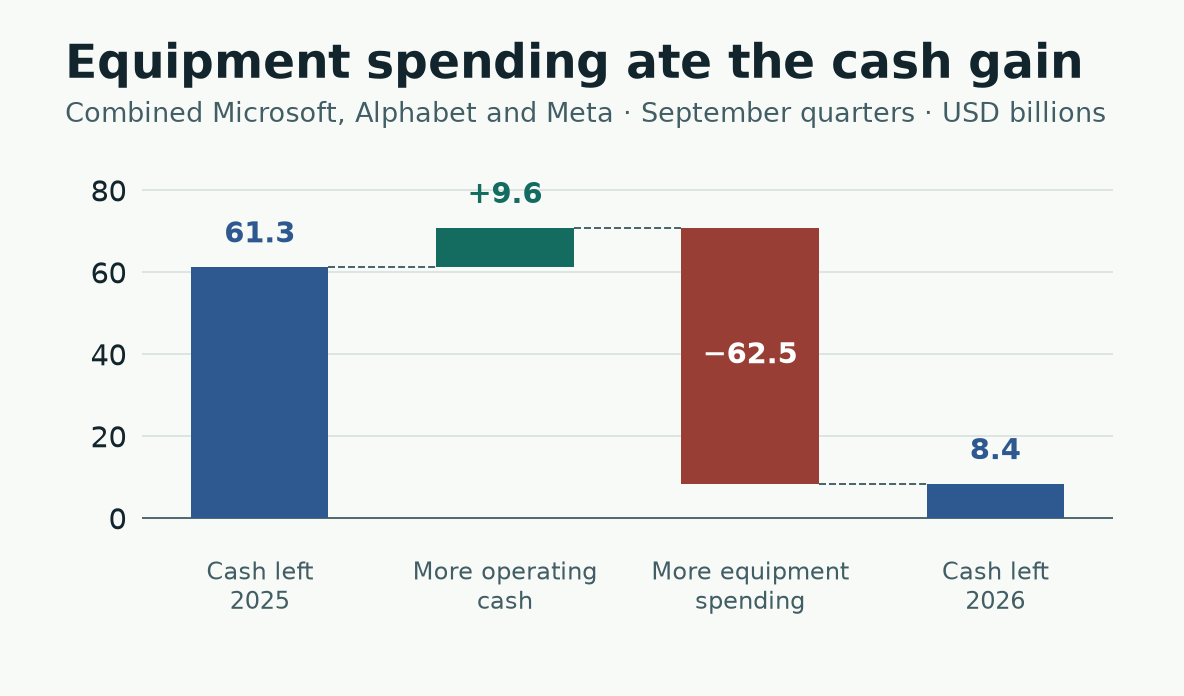 Equipment spending ate the cash gain
Combined Microsoft, Alphabet and Meta · September quarters · USD billions
80
60
40
20
0
61.3
+9.6
−62.5
8.4
Cash left
2025
More operating
cash
More equipment
spending
Cash left
2026